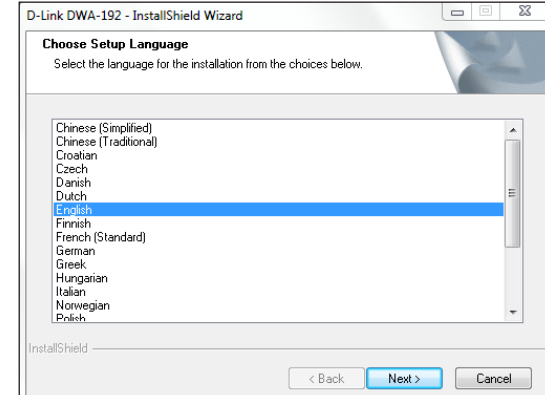 D-Link DWA-192 - InstallShield Wizard
Choose Setup Language
Select the language for the installation from the choices below.
Chinese (Simplified)
Chinese (Traditional)
Croatian
Czech
Danish
Dutch
English
Finnish
French (Standard)
German
Greek
Hungarian
Italian
Norwegian
Polish
InstallShield
< Back
Next >
Cancel